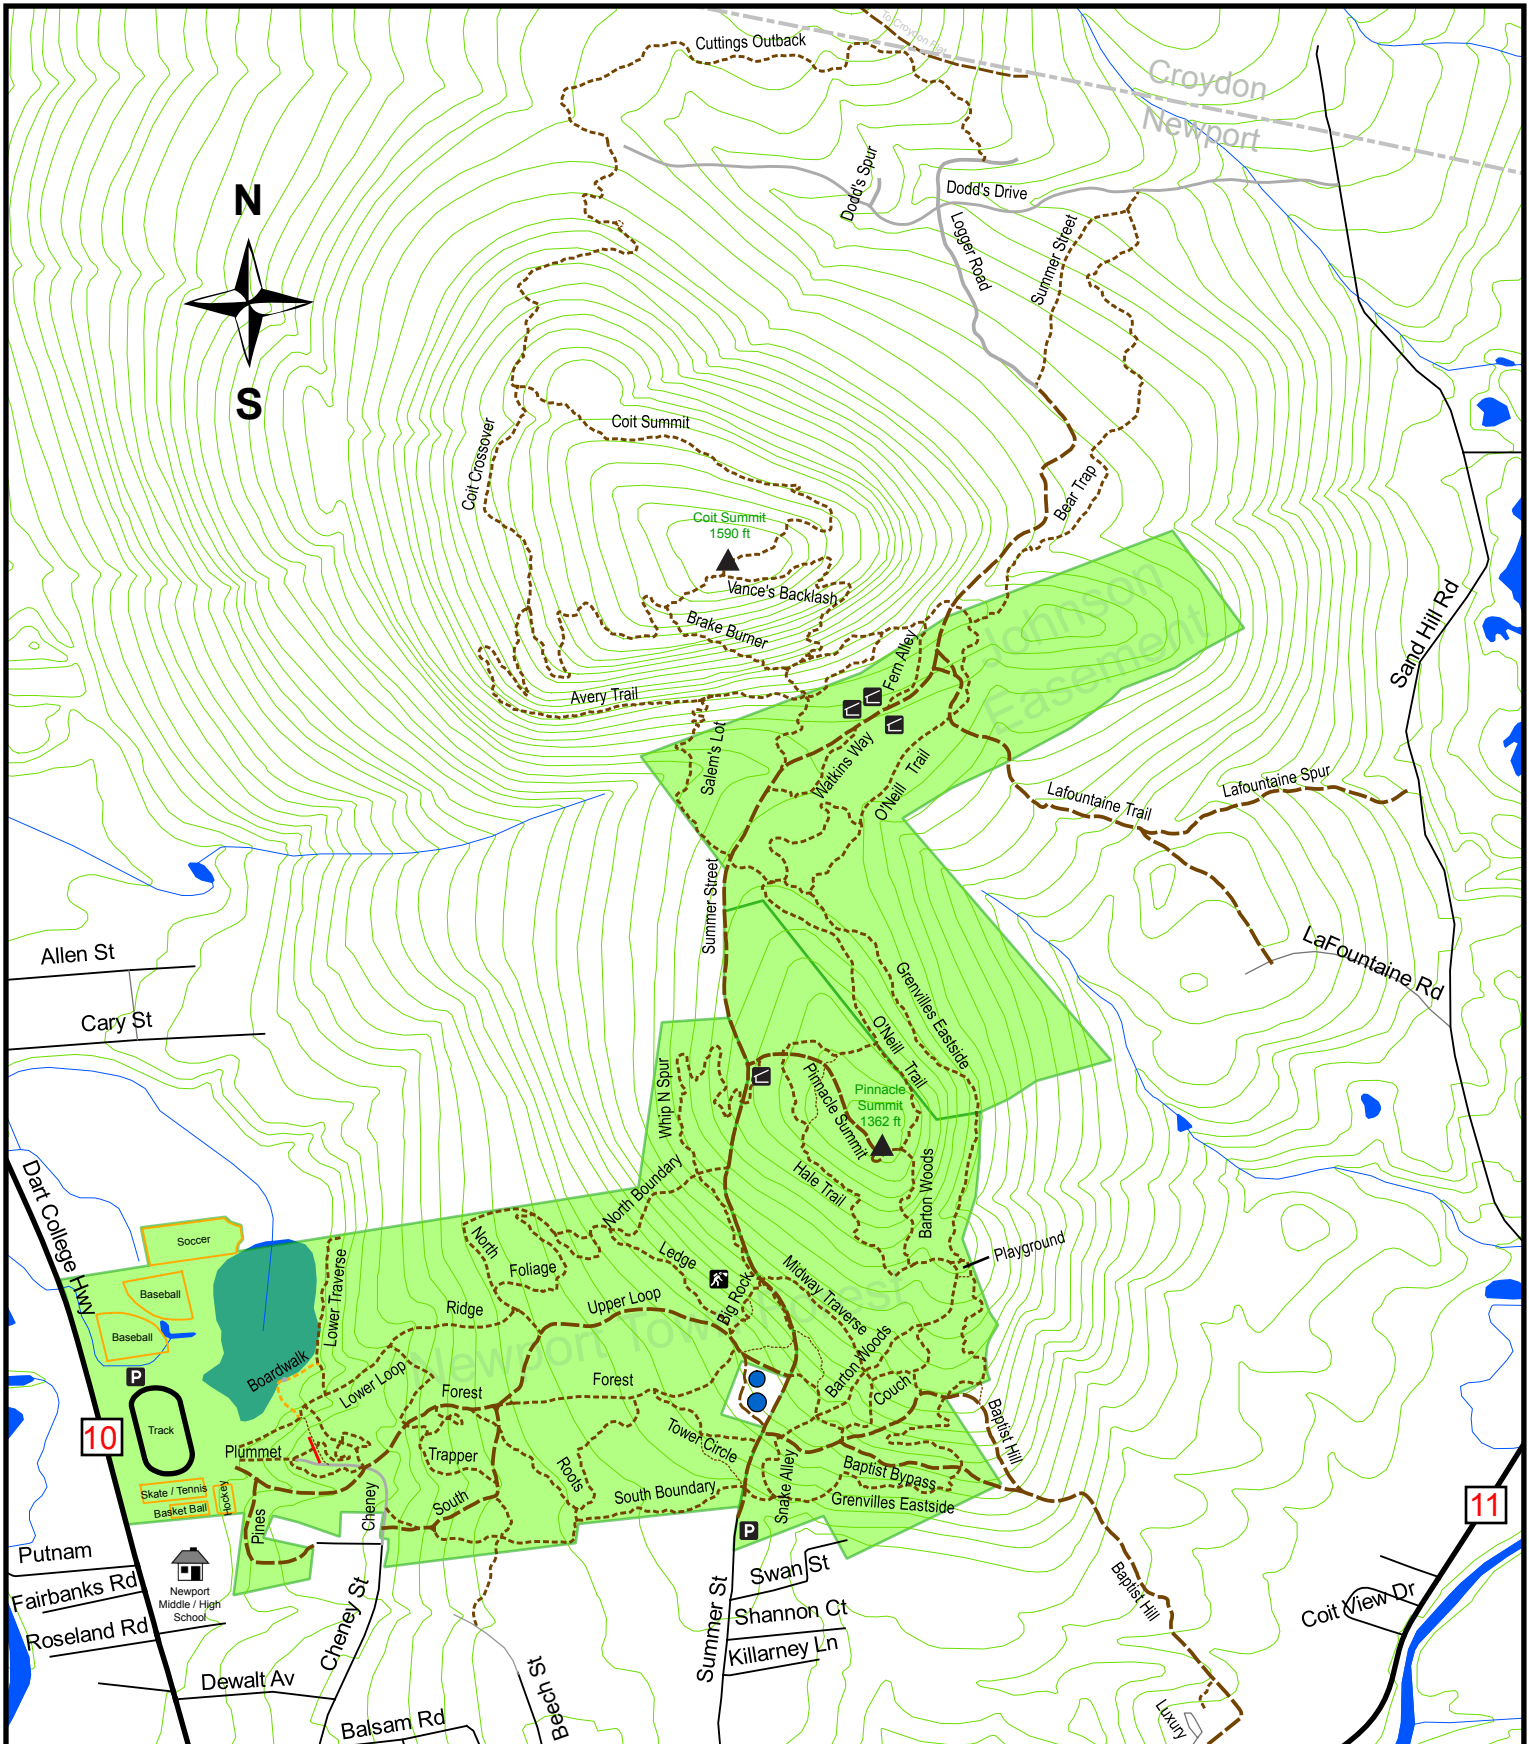 Cuttings Outback
To Croydon Flat
Croydon
Newport
Dodd's Spur
Dodd's Drive
Logger Road
Summer Street
N
S
Coit Summit
Coit Crossover
Bear Trap
Coit Summit
1590 ft
Vance's Backlash
Brake Burner
Avery Trail
Fern Alley
Johnson
Easement
Sand Hill Rd
Salem's Lot
Watkins Way
O'Neill Trail
Lafountaine Trail
Lafountaine Spur
Summer Street
Allen St
Cary St
LaFountaine Rd
Grenvilles Eastside
O'Neill Trail
Pinnacle Summit
Pinnacle
Summit
1362 ft
Whip N Spur
Hale Trail
Barton Woods
North Boundary
Dart College Hwy
Soccer
Baseball
Baseball
P
Track
10
Skate / Tennis
Basket Ball
Hockey
Lower Traverse
Boardwalk
North
Foliage
Ridge
Upper Loop
Ledge
Big Rock
Midway Traverse
Playground
Newport Town Forest
Lower Loop
Forest
Forest
Barton Woods
Couch
Plummet
Trapper
Roots
Tower Circle
South Boundary
South
Cheney
Pines
Snake Alley
Baptist Bypass
Grenvilles Eastside
Baptist Hill
P
11
Putnam
Fairbanks Rd
Roseland Rd
Newport
Middle / High
School
Dewalt Av
Cheney St
Balsam Rd
Beech St
Summer St
Swan St
Shannon Ct
Killarney Ln
Baptist Hill
Coit View Dr
Luxury